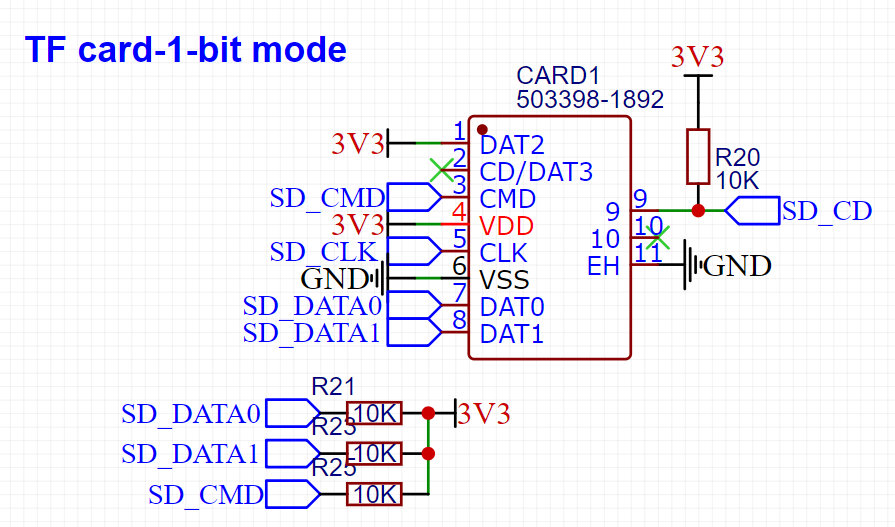 TF card-1-bit mode
3V3
CARD1
503398-1892
3V3 1 DAT2
2 CD/DAT3
R20
10K
SD_CMD 3 CMD
3V3 4 VDD
9 9 SD_CD
SD_CLK 5 CLK
10 10
GND 6 VSS
EH 11 GND
SD_DATA0 7 DAT0
SD_DATA1 8 DAT1
R21
SD_DATA0 10K 3V3
R23
SD_DATA1 10K
R25
SD_CMD 10K